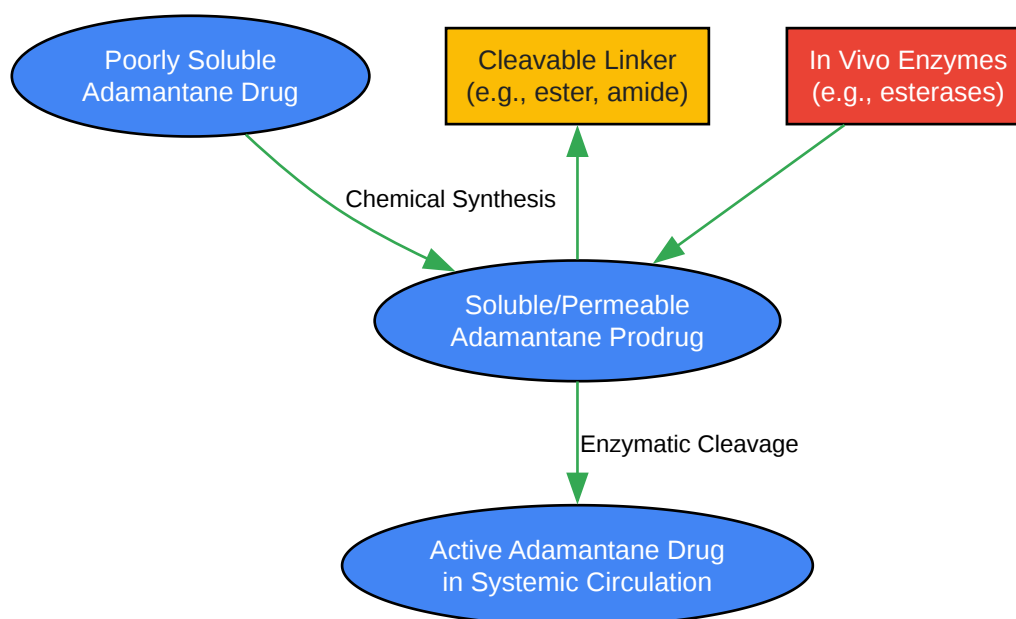 Poorly Soluble
Adamantane Drug
Cleavable Linker
(e.g., ester, amide)
In Vivo Enzymes
(e.g., esterases)
Chemical Synthesis
Soluble/Permeable
Adamantane Prodrug
Enzymatic Cleavage
Active Adamantane Drug
in Systemic Circulation